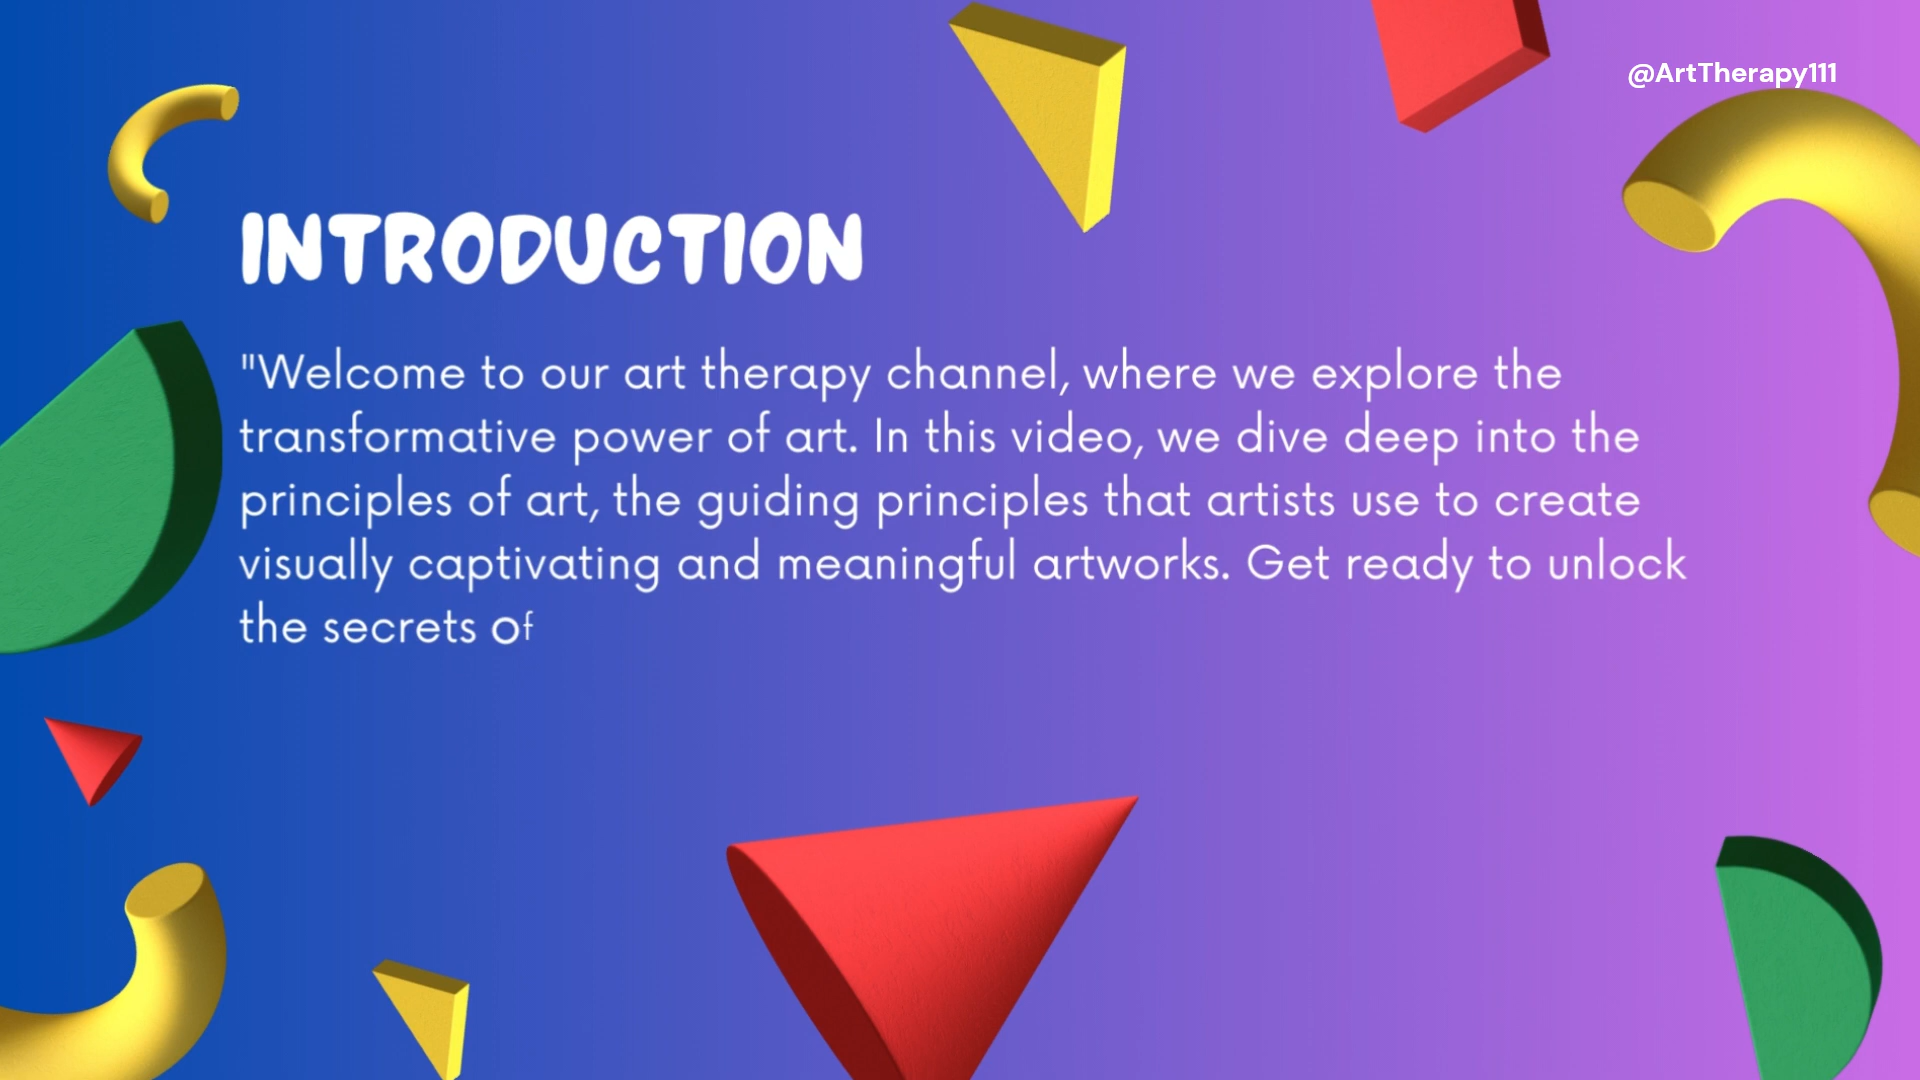 @ArtTherapy111
INTRODUCTION
"Welcome to our art therapy channel, where we explore the
transformative power of art. In this video, we dive deep into the
principles of art, the guiding principles that artists use to create
visually captivating and meaningful artworks. Get ready to unlock
the secrets of